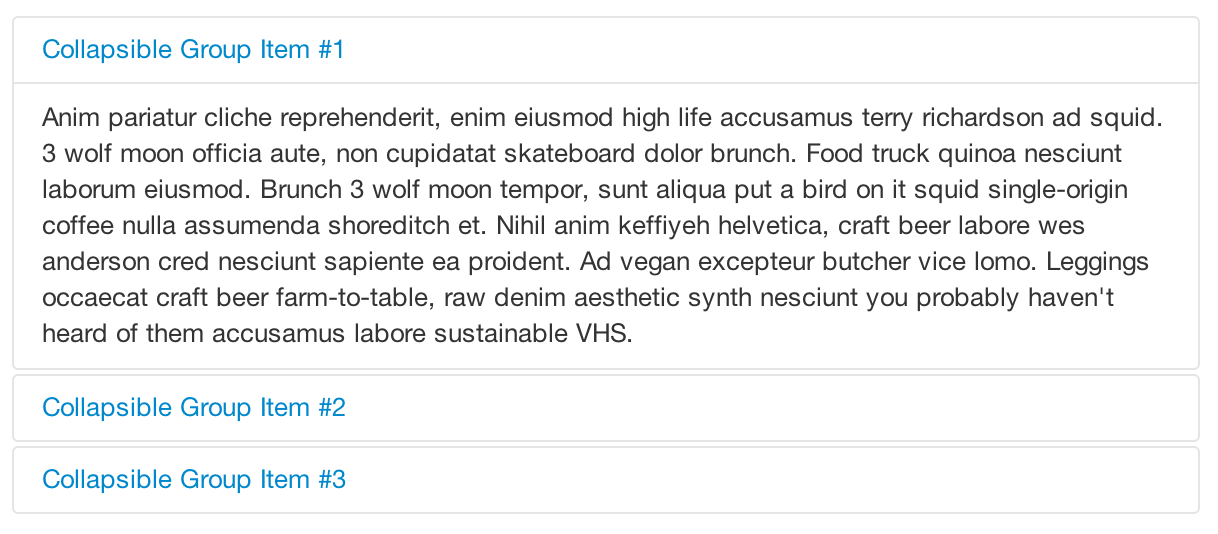 Collapsible Group Item #1
Anim pariatur cliche reprehenderit, enim eiusmod high life accusamus terry richardson ad squid.
3 wolf moon officia aute, non cupidatat skateboard dolor brunch. Food truck quinoa nesciunt
laborum eiusmod. Brunch 3 wolf moon tempor, sunt aliqua put a bird on it squid single-origin
coffee nulla assumenda shoreditch et. Nihil anim keffiyeh helvetica, craft beer labore wes
anderson cred nesciunt sapiente ea proident. Ad vegan excepteur butcher vice lomo. Leggings
occaecat craft beer farm-to-table, raw denim aesthetic synth nesciunt you probably haven't
heard of them accusamus labore sustainable VHS.
Collapsible Group Item #2
Collapsible Group Item #3